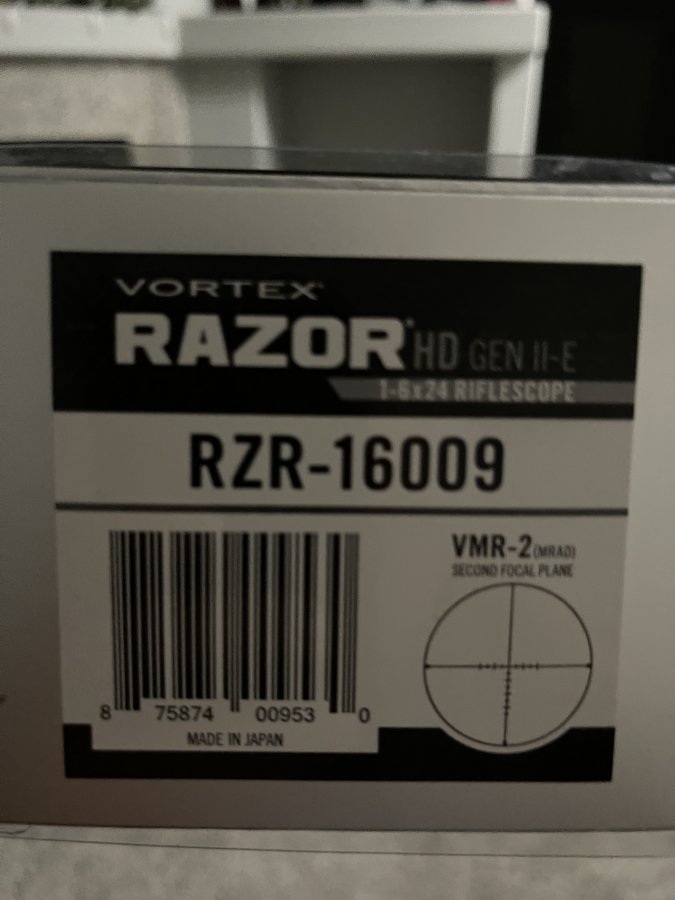 VORTEX
RAZOR HD GEN II-E
1-6x24 RIFLESCOPE
RZR-16009
VMR-2 (MRAD)
SECOND FOCAL PLANE
8 75874 00953 0
MADE IN JAPAN